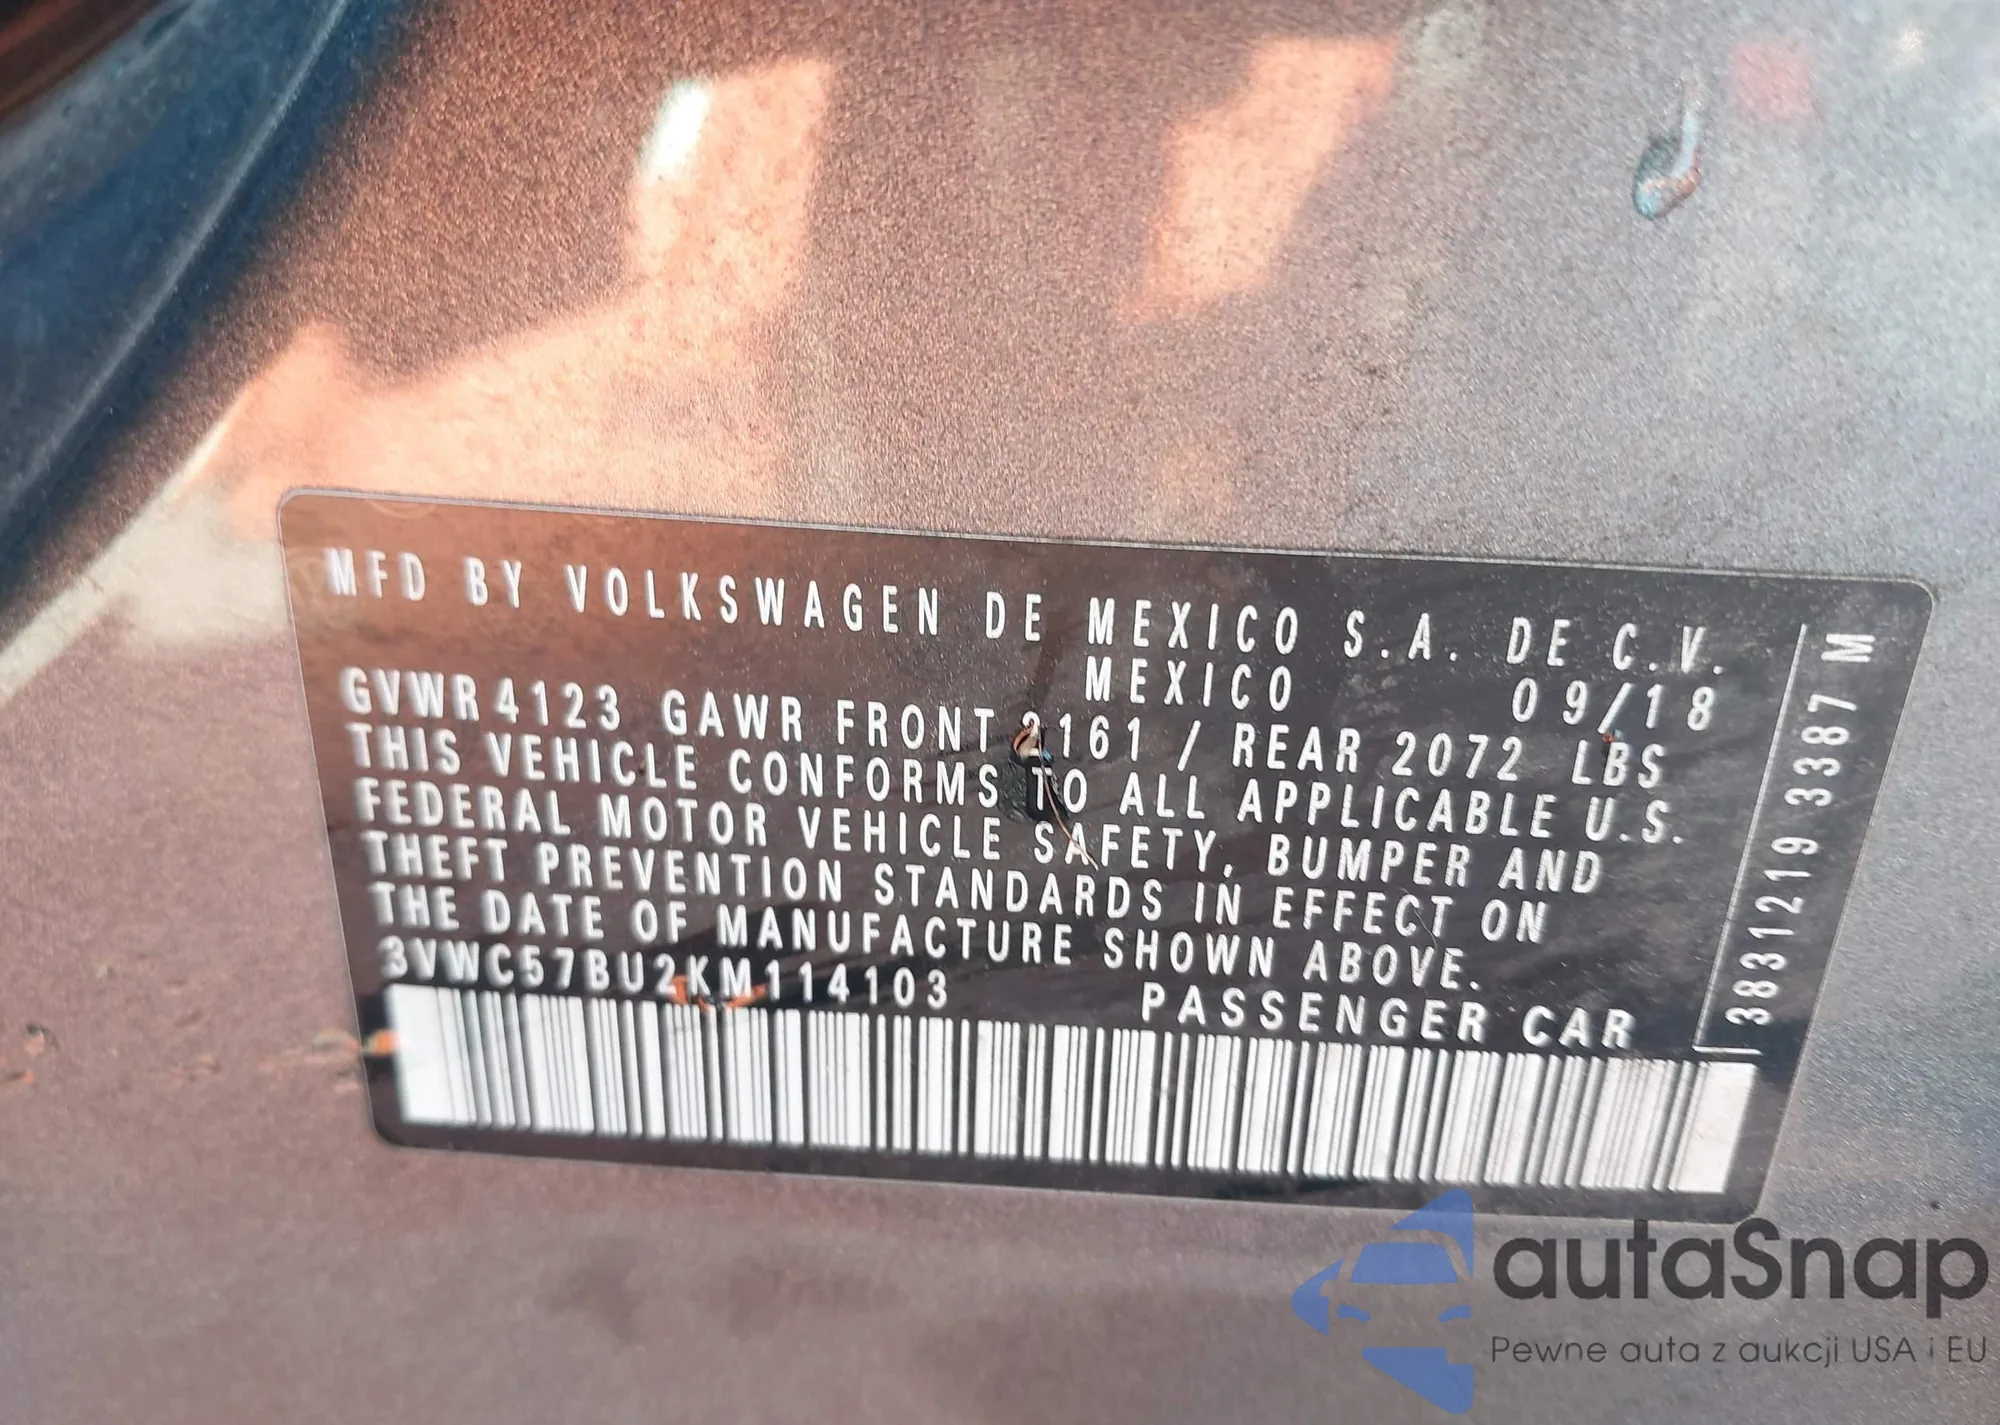 MFD BY VOLKSWAGEN DE MEXICO S.A. DE C.V.
MEXICO 09/18
GVWR 4123 GAWR FRONT 2161 / REAR 2072 LBS
THIS VEHICLE CONFORMS TO ALL APPLICABLE U.S.
FEDERAL MOTOR VEHICLE SAFETY, BUMPER AND
THEFT PREVENTION STANDARDS IN EFFECT ON
THE DATE OF MANUFACTURE SHOWN ABOVE.
3VWC57BU2KM114103 PASSENGER CAR
3831219 3387 M
autaSnap
Pewne auta z aukcji USA i EU